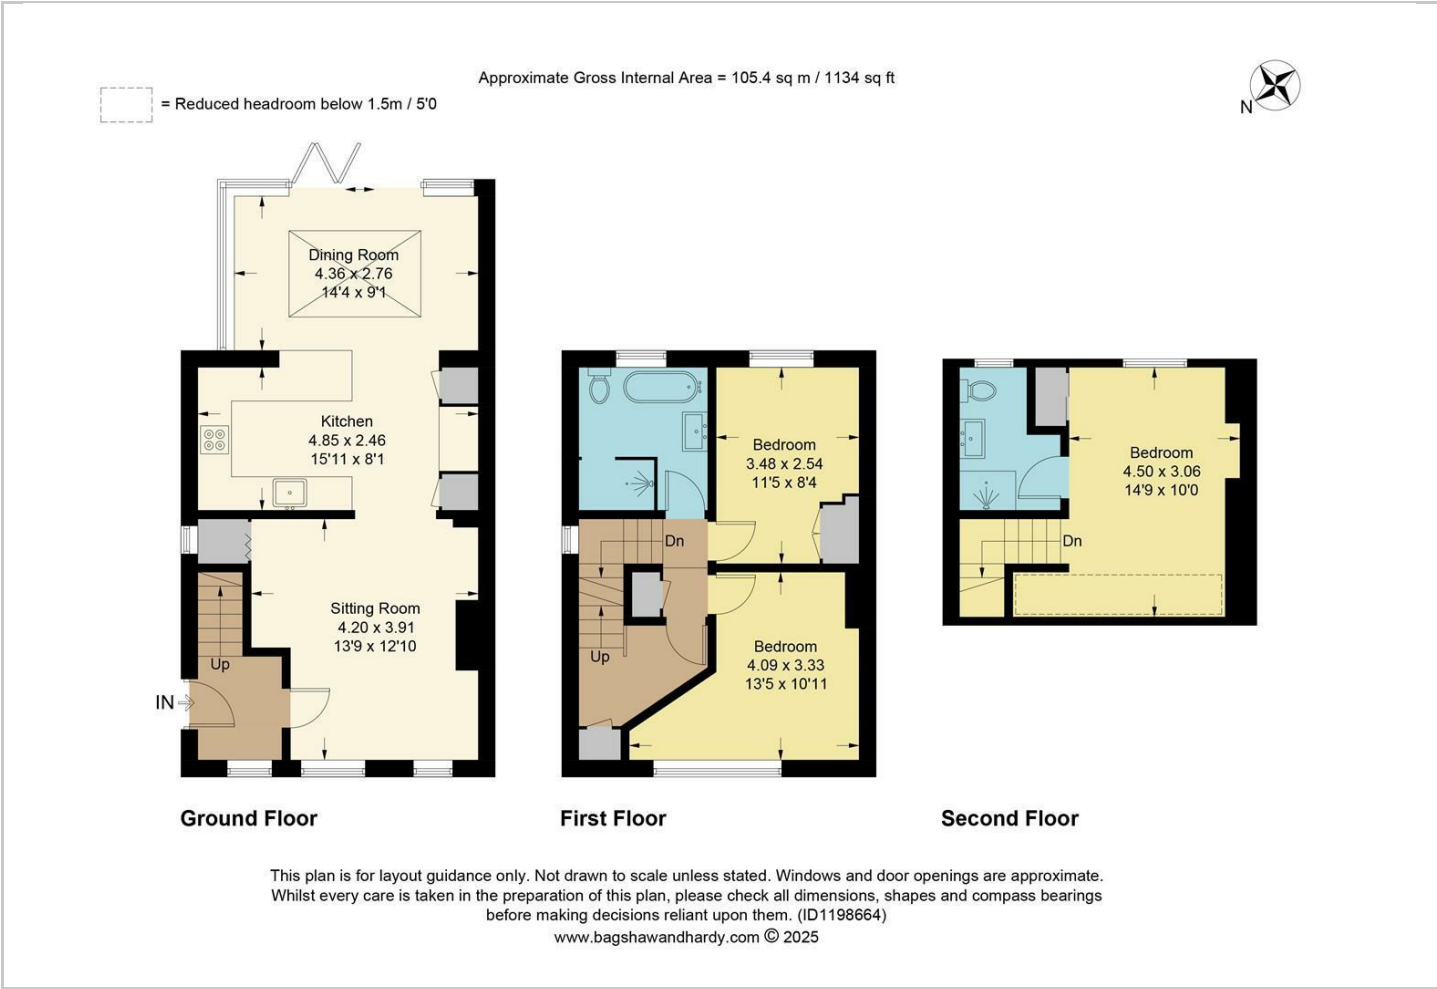 Approximate Gross Internal Area = 105.4 sq m / 1134 sq ft
= Reduced headroom below 1.5m / 5'0
N
Dining Room
4.36 x 2.76
14'4 x 9'1
Kitchen
4.85 x 2.46
15'11 x 8'1
Sitting Room
4.20 x 3.91
13'9 x 12'10
Up
IN
Ground Floor
Bedroom
3.48 x 2.54
11'5 x 8'4
Dn
Up
Bedroom
4.09 x 3.33
13'5 x 10'11
First Floor
Bedroom
4.50 x 3.06
14'9 x 10'0
Dn
Second Floor
This plan is for layout guidance only. Not drawn to scale unless stated. Windows and door openings are approximate.
Whilst every care is taken in the preparation of this plan, please check all dimensions, shapes and compass bearings
before making decisions reliant upon them. (ID1198664)
www.bagshawandhardy.com © 2025